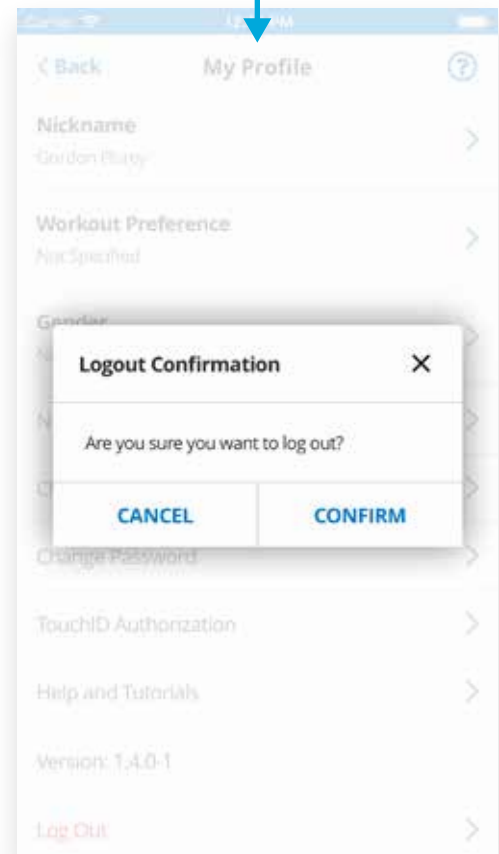 < Back My Profile ?
Nickname
Gordon
Workout Preference
Not Specified
Gender
Logout Confirmation ×
Are you sure you want to log out?
CANCEL CONFIRM
Change Password
TouchID Authorization
Help and Tutorials
Version: 1.4.0-1
Log Out